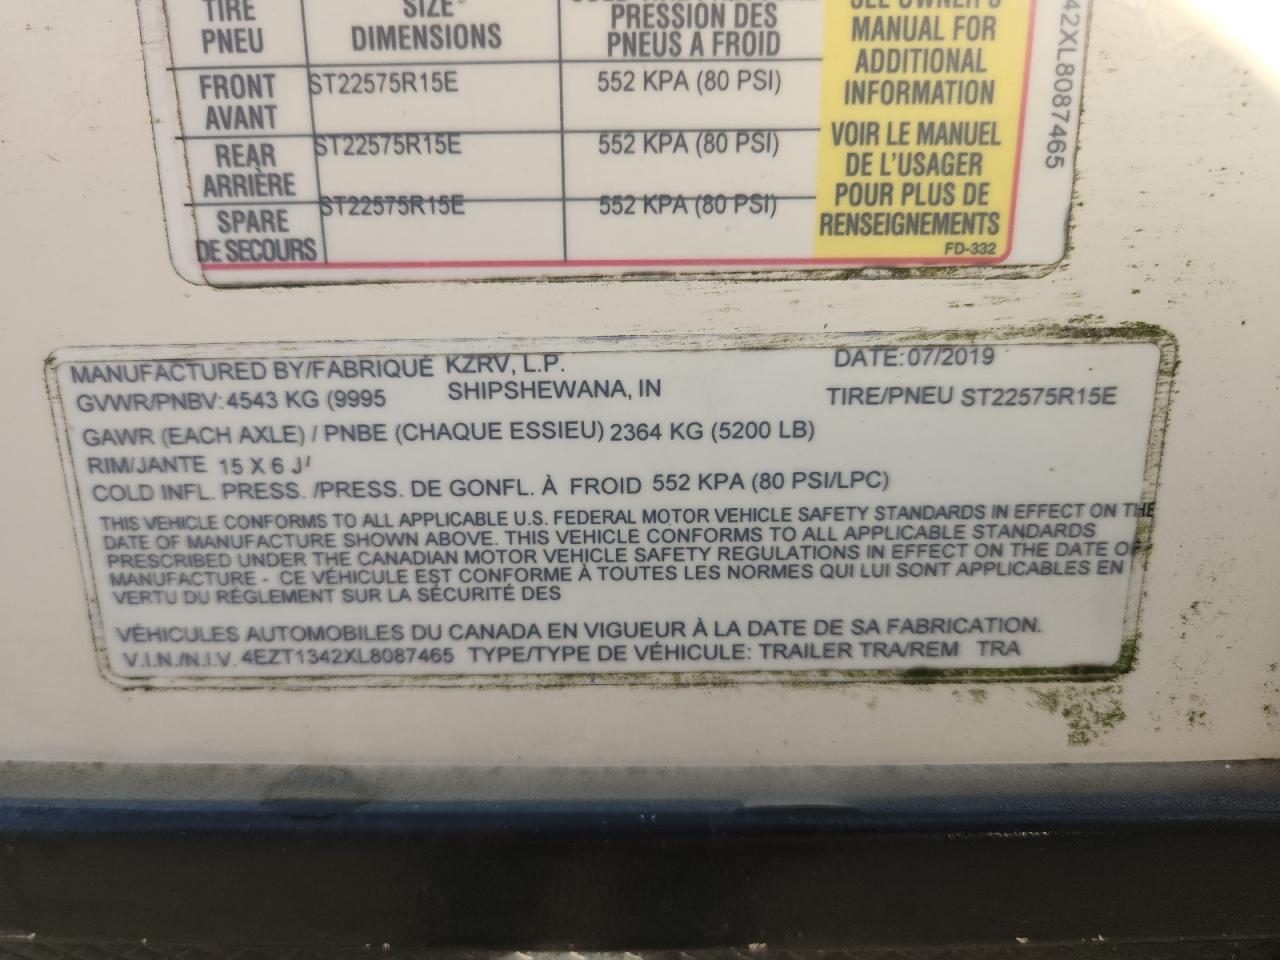 TIRE
PNEU
SIZE
DIMENSIONS
PRESSION DES
PNEUS A FROID
SEE OWNER'S
MANUAL FOR
ADDITIONAL
INFORMATION
FRONT
AVANT
ST22575R15E
552 KPA (80 PSI)
REAR
ARRIÈRE
ST22575R15E
552 KPA (80 PSI)
SPARE
DE SECOURS
ST22575R15E
552 KPA (80 PSI)
VOIR LE MANUEL
DE L'USAGER
POUR PLUS DE
RENSEIGNEMENTS
FD-332
42XL8087465
MANUFACTURED BY/FABRIQUÉ KZRV, L.P. DATE: 07/2019
GVWR/PNBV: 4543 KG (9995 SHIPSHEWANA, IN TIRE/PNEU ST22575R15E
GAWR (EACH AXLE) / PNBE (CHAQUE ESSIEU) 2364 KG (5200 LB)
RIM/JANTE 15 X 6 J
COLD INFL. PRESS. /PRESS. DE GONFL. À FROID 552 KPA (80 PSI/LPC)
THIS VEHICLE CONFORMS TO ALL APPLICABLE U.S. FEDERAL MOTOR VEHICLE SAFETY STANDARDS IN EFFECT ON THE
DATE OF MANUFACTURE SHOWN ABOVE. THIS VEHICLE CONFORMS TO ALL APPLICABLE STANDARDS
PRESCRIBED UNDER THE CANADIAN MOTOR VEHICLE SAFETY REGULATIONS IN EFFECT ON THE DATE OF
MANUFACTURE - CE VÉHICULE EST CONFORME À TOUTES LES NORMES QUI LUI SONT APPLICABLES EN
VERTU DU RÉGLEMENT SUR LA SÉCURITÉ DES
VÉHICULES AUTOMOBILES DU CANADA EN VIGUEUR À LA DATE DE SA FABRICATION.
V.I.N./N.I.V. 4EZT1342XL8087465 TYPE/TYPE DE VÉHICULE: TRAILER TRA/REM TRA